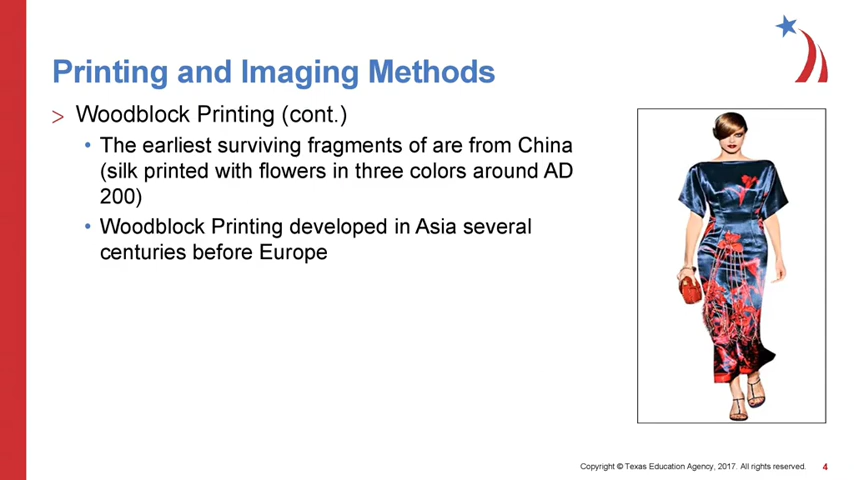 Printing and Imaging Methods
> Woodblock Printing (cont.)
• The earliest surviving fragments of are from China
(silk printed with flowers in three colors around AD
200)
• Woodblock Printing developed in Asia several
centuries before Europe
Copyright © Texas Education Agency, 2017. All rights reserved. 4